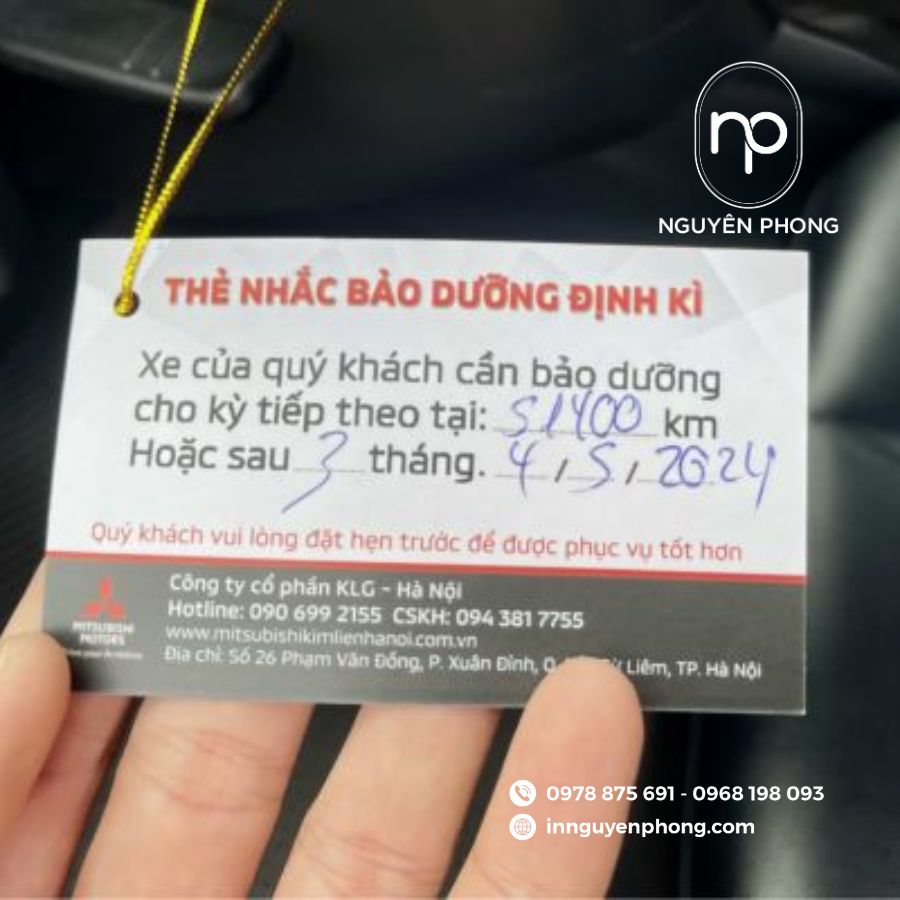 np
NGUYÊN PHONG
THẺ NHẮC BẢO DƯỠNG ĐỊNH KÌ
Xe của quý khách cần bảo dưỡng
cho kỳ tiếp theo tại: 51400 km
Hoặc sau 3 tháng. 4 / 5 / 2024
Quý khách vui lòng đặt hẹn trước để được phục vụ tốt hơn
MITSUBISHI
MOTORS
Công ty cổ phần KLG - Hà Nội
Hotline: 090 699 2155 CSKH: 094 381 7755
www.mitsubishikimlienhanoi.com.vn
Địa chỉ: Số 26 Phạm Văn Đồng, P. Xuân Đỉnh, Liêm, TP. Hà Nội
0978 875 691 - 0968 198 093
innguyenphong.com